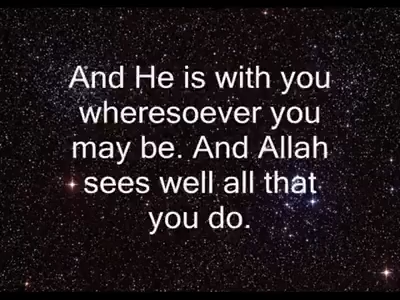 And He is with you
wheresoever you
may be. And Allah
sees well all that
you do.